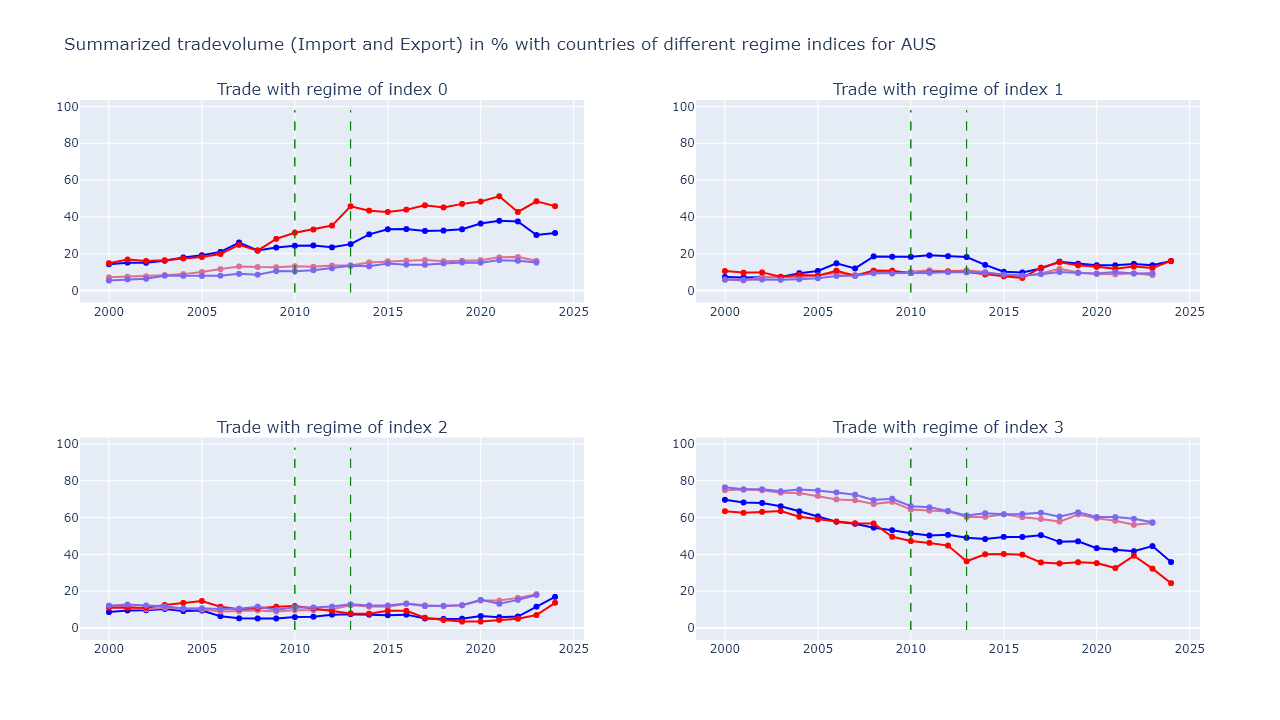 Summarized tradevolume (Import and Export) in % with countries of different regime indices for AUS
Trade with regime of index 0
100
80
60
40
20
0
2000 2005 2010 2015 2020 2025
Trade with regime of index 1
100
80
60
40
20
0
2000 2005 2010 2015 2020 2025
Trade with regime of index 2
100
80
60
40
20
0
2000 2005 2010 2015 2020 2025
Trade with regime of index 3
100
80
60
40
20
0
2000 2005 2010 2015 2020 2025